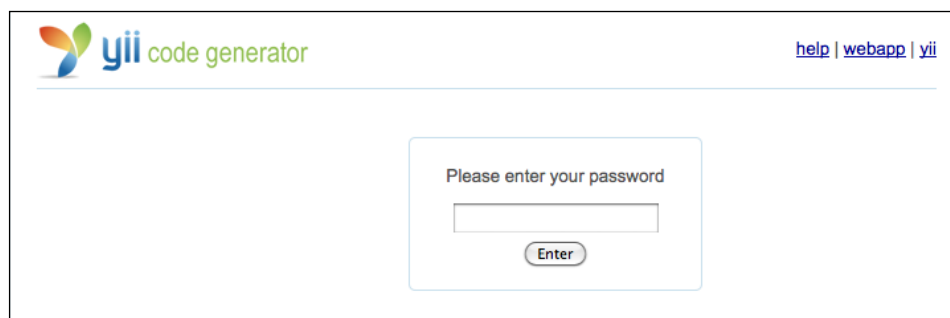 yii code generator
help | webapp | yii
Please enter your password
Enter